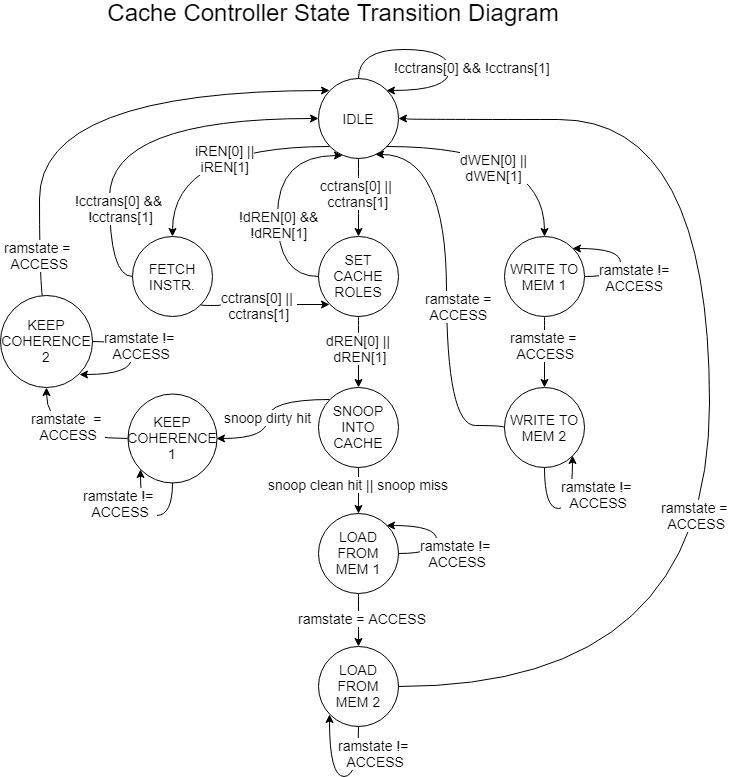 Cache Controller State Transition Diagram
!cctrans[0] && !cctrans[1]
IDLE
iREN[0] ||
iREN[1]
dWEN[0] ||
dWEN[1]
cctrans[0] ||
cctrans[1]
!cctrans[0] &&
!cctrans[1]
!dREN[0] &&
!dREN[1]
ramstate =
ACCESS
FETCH
INSTR.
SET
CACHE
ROLES
WRITE TO
MEM 1
ramstate !=
ACCESS
cctrans[0] ||
cctrans[1]
ramstate =
ACCESS
KEEP
COHERENCE
2
ramstate !=
ACCESS
dREN[0] ||
dREN[1]
ramstate =
ACCESS
ramstate =
ACCESS
KEEP
COHERENCE
1
snoop dirty hit
SNOOP
INTO
CACHE
WRITE TO
MEM 2
ramstate !=
ACCESS
snoop clean hit || snoop miss
ramstate !=
ACCESS
ramstate =
ACCESS
LOAD
FROM
MEM 1
ramstate !=
ACCESS
ramstate = ACCESS
LOAD
FROM
MEM 2
ramstate !=
ACCESS